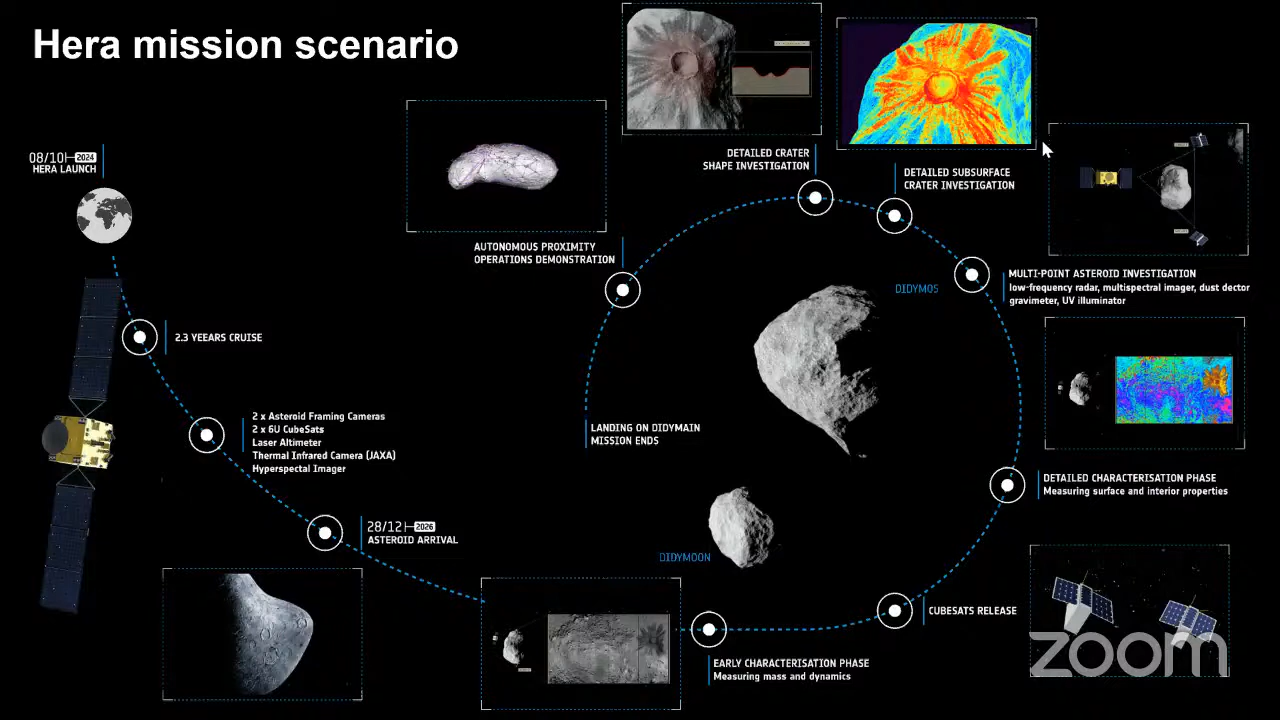 Hera mission scenario
08/10 2024
HERA LAUNCH
2.3 YEEARS CRUISE
2 x Asteroid Framing Cameras
2 x 6U CubeSats
Laser Altimeter
Thermal Infrared Camera (JAXA)
Hyperspectal Imager
28/12 2026
ASTEROID ARRIVAL
EARLY CHARACTERISATION PHASE
Measuring mass and dynamics
CUBESATS RELEASE
DETAILED CHARACTERISATION PHASE
Measuring surface and interior properties
MULTI-POINT ASTEROID INVESTIGATION
low-frequency radar, multispectral imager, dust dector
gravimeter, UV illuminator
DETAILED SUBSURFACE
CRATER INVESTIGATION
DETAILED CRATER
SHAPE INVESTIGATION
AUTONOMOUS PROXIMITY
OPERATIONS DEMONSTRATION
LANDING ON DIDYMAIN
MISSION ENDS
DIDYMOS
DIDYMOON
zoom